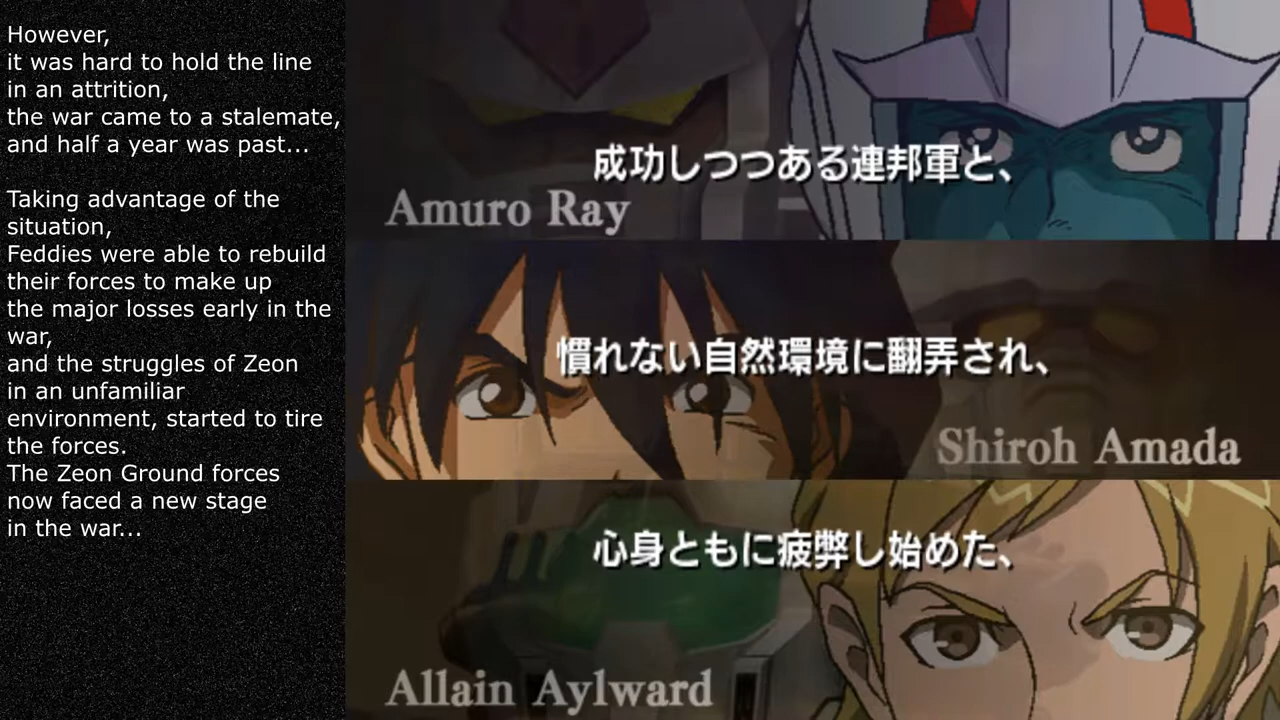 However,
it was hard to hold the line
in an attrition,
the war came to a stalemate,
and half a year was past...
Taking advantage of the
situation,
Feddies were able to rebuild
their forces to make up
the major losses early in the
war,
and the struggles of Zeon
in an unfamiliar
environment, started to tire
the forces.
The Zeon Ground forces
now faced a new stage
in the war...
成功しつつある連邦軍と、
Amuro Ray
慣れない自然環境に翻弄され、
Shiroh Amada
心身ともに疲弊し始めた、
Allain Aylward